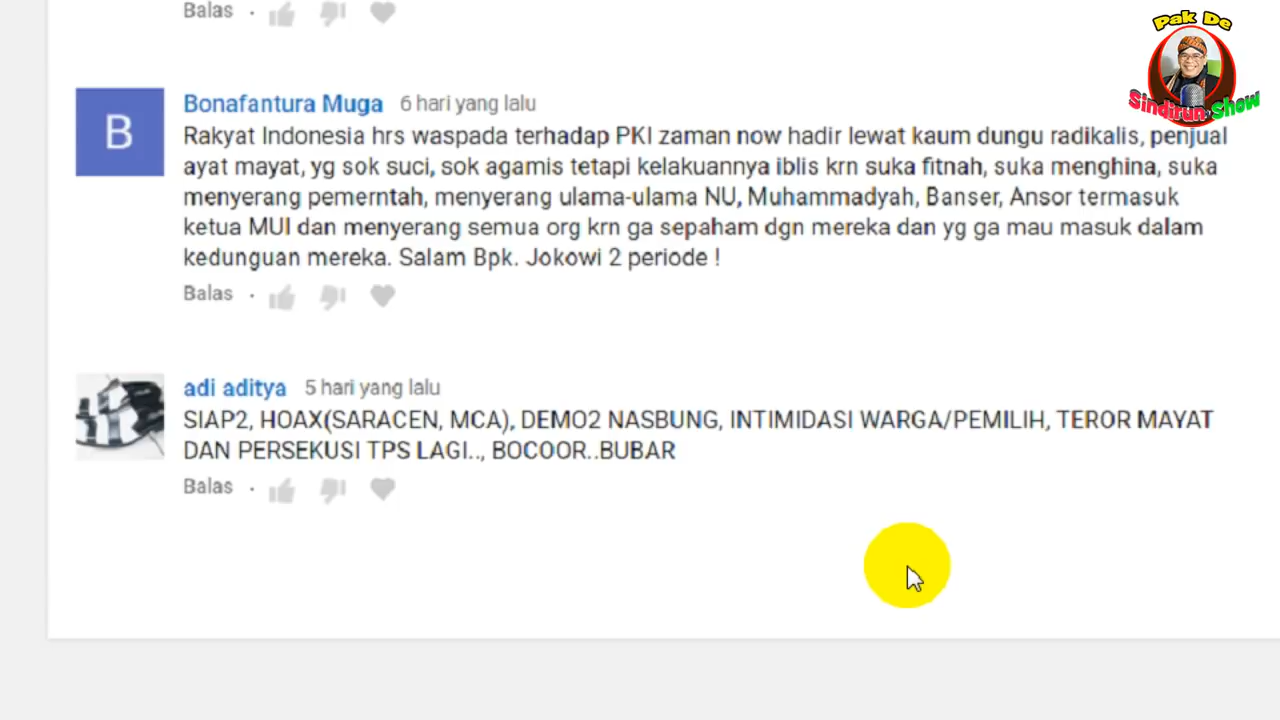 Balas
Pak De
Sindirun Show
Bonafantura Muga 6 hari yang lalu
Rakyat Indonesia hrs waspada terhadap PKI zaman now hadir lewat kaum dungu radikalis, penjual
ayat mayat, yg sok suci, sok agamis tetapi kelakuannya iblis krn suka fitnah, suka menghina, suka
menyerang pemerntah, menyerang ulama-ulama NU, Muhammadyah, Banser, Ansor termasuk
ketua MUI dan menyerang semua org krn ga sepaham dgn mereka dan yg ga mau masuk dalam
kedunguan mereka. Salam Bpk. Jokowi 2 periode !
Balas
B
adi aditya 5 hari yang lalu
SIAP2, HOAX(SARACEN, MCA), DEMO2 NASBUNG, INTIMIDASI WARGA/PEMILIH, TEROR MAYAT
DAN PERSEKUSI TPS LAGI.., BOCOOR..BUBAR
Balas